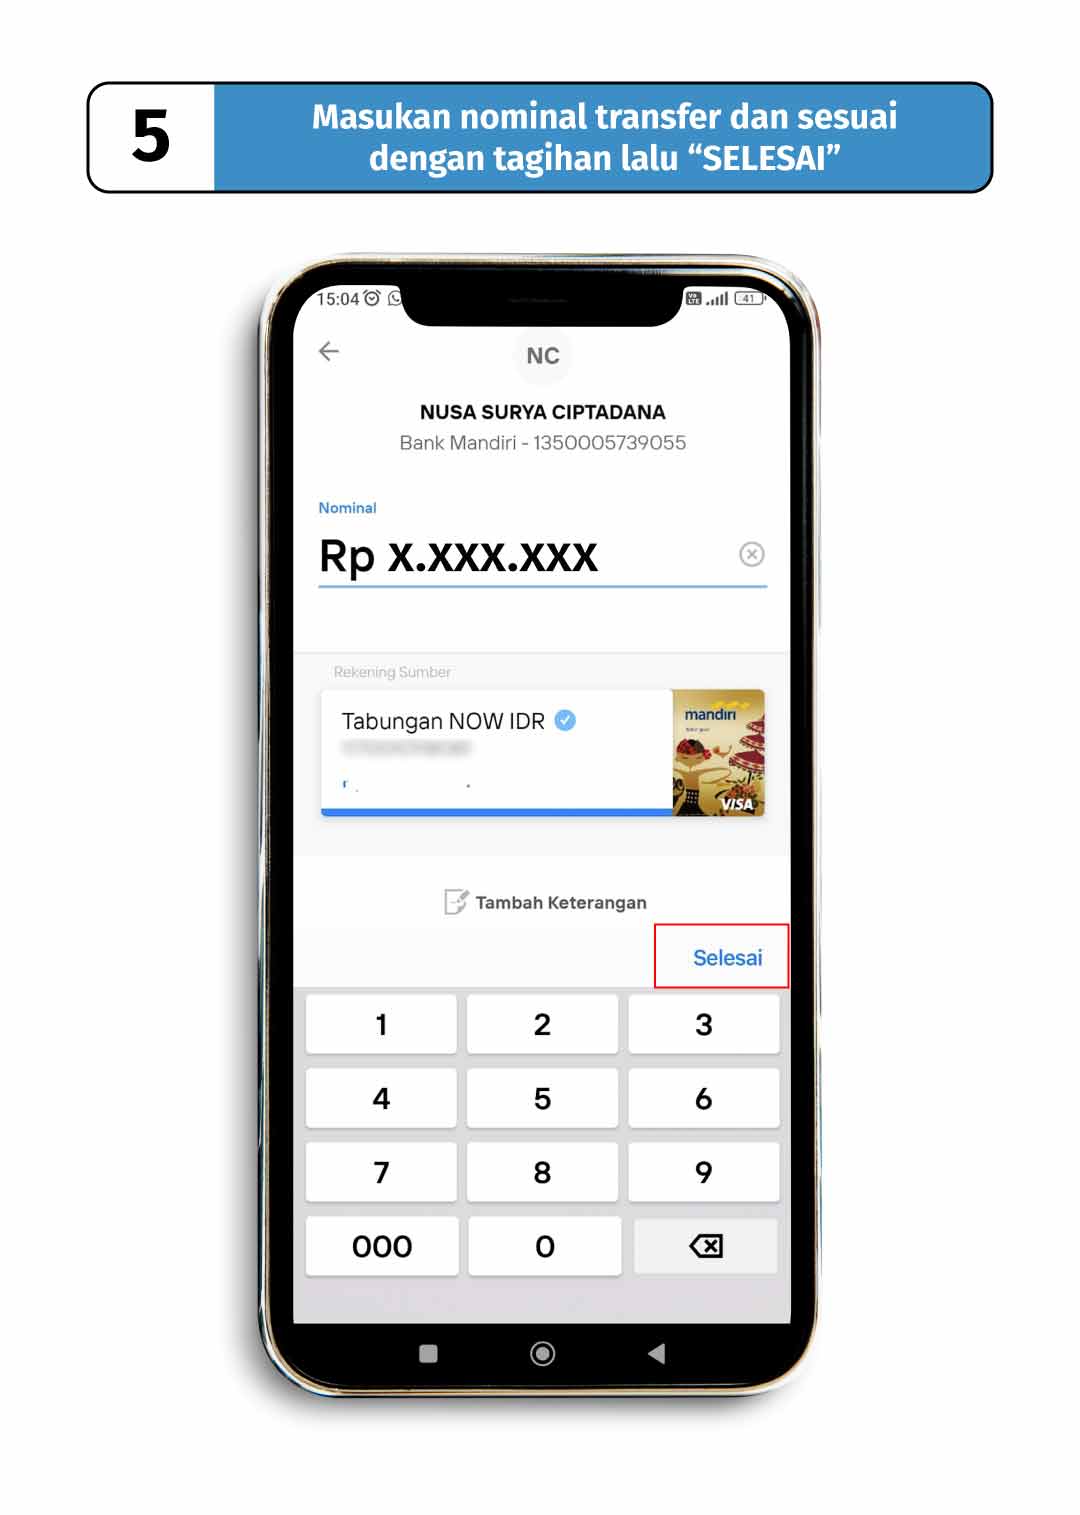 5
Masukan nominal transfer dan sesuai
dengan tagihan lalu “SELESAI”
15:04
Vo
LTE
41
NC
NUSA SURYA CIPTADANA
Bank Mandiri - 1350005739055
Nominal
Rp X.XXX.XXX
Rekening Sumber
Tabungan NOW IDR
mandiri
VISA
Tambah Keterangan
Selesai
1 2 3
4 5 6
7 8 9
000 0